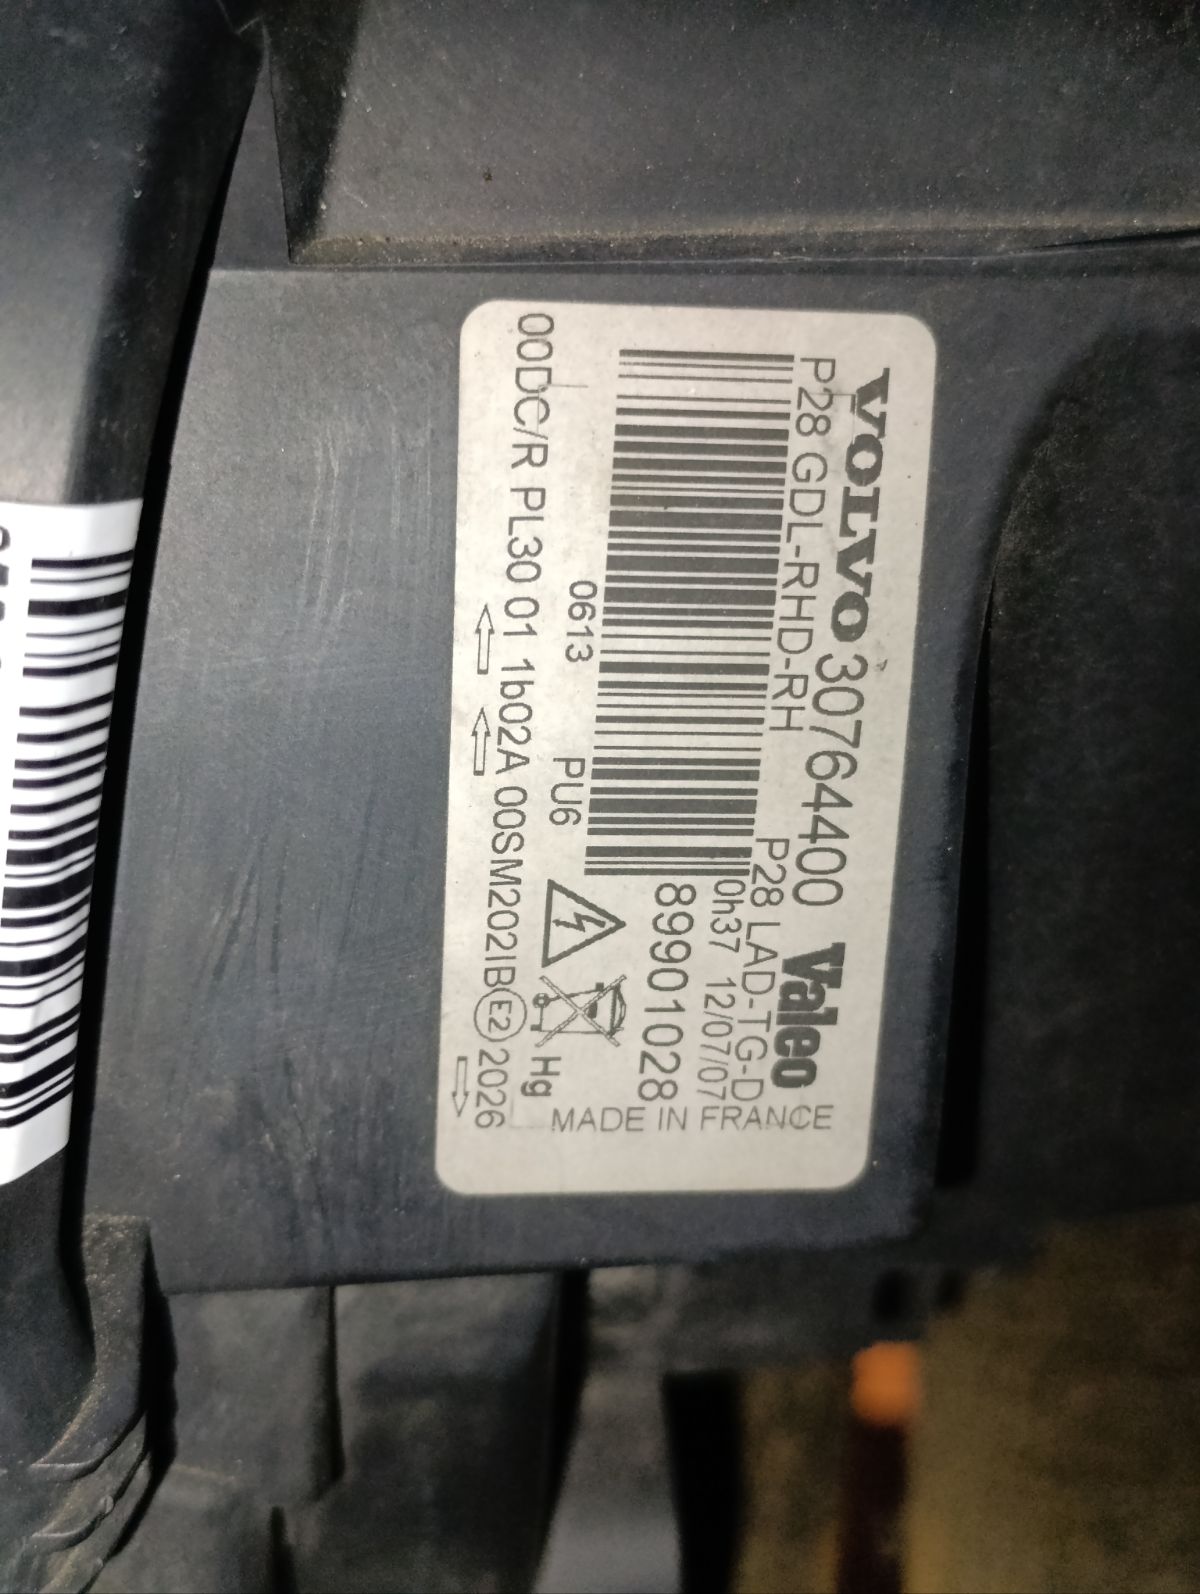 VOLVO 30764400 Valeo
P28 GDL-RHD-RH P28 LAD-TG-D
0h37 12/07/07
89901028
MADE IN FRANCE
0613 PU6
Hg
00DC/R PL30 01 1b02A 00SM202IB E2 2026